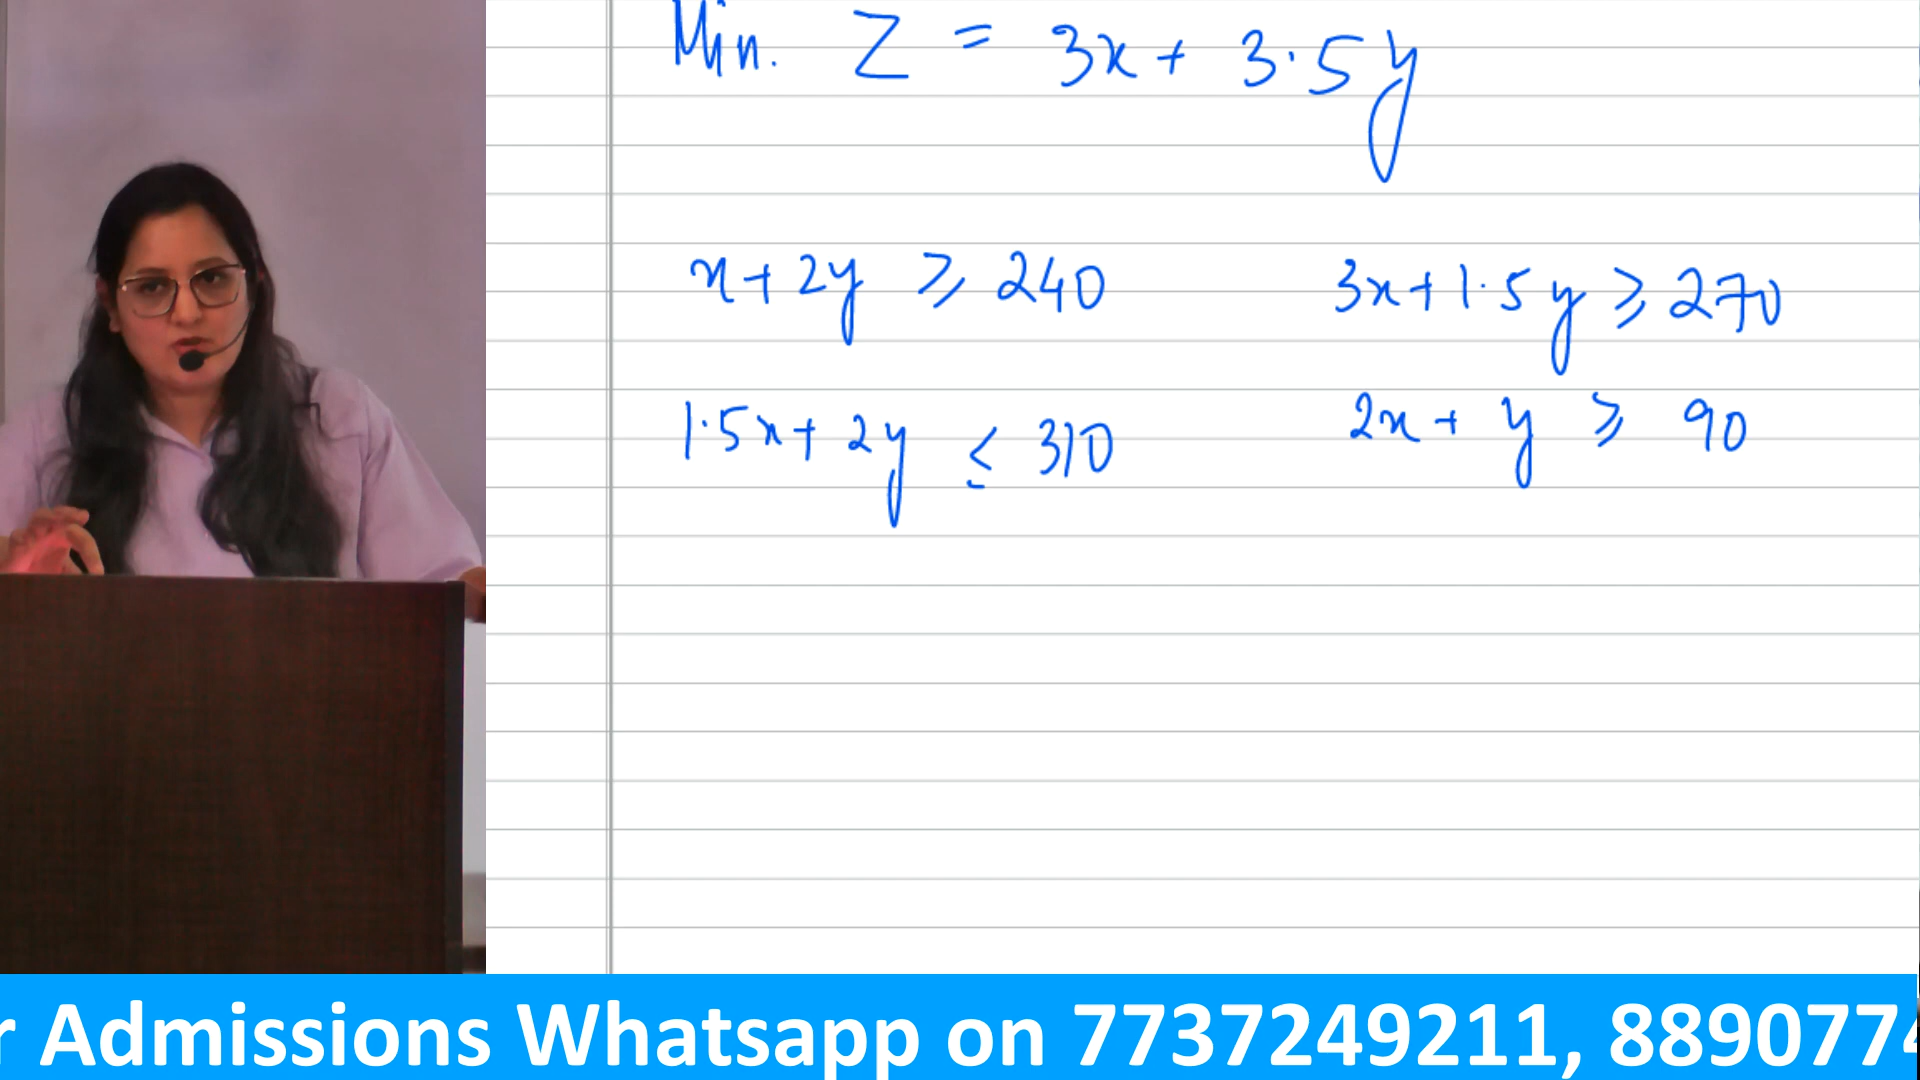 Min. Z = 3x + 3.5y
x + 2y ≥ 240 3x + 1.5y ≥ 270
1.5x + 2y ≤ 310 2x + y ≥ 90
r Admissions Whatsapp on 7737249211, 8890774